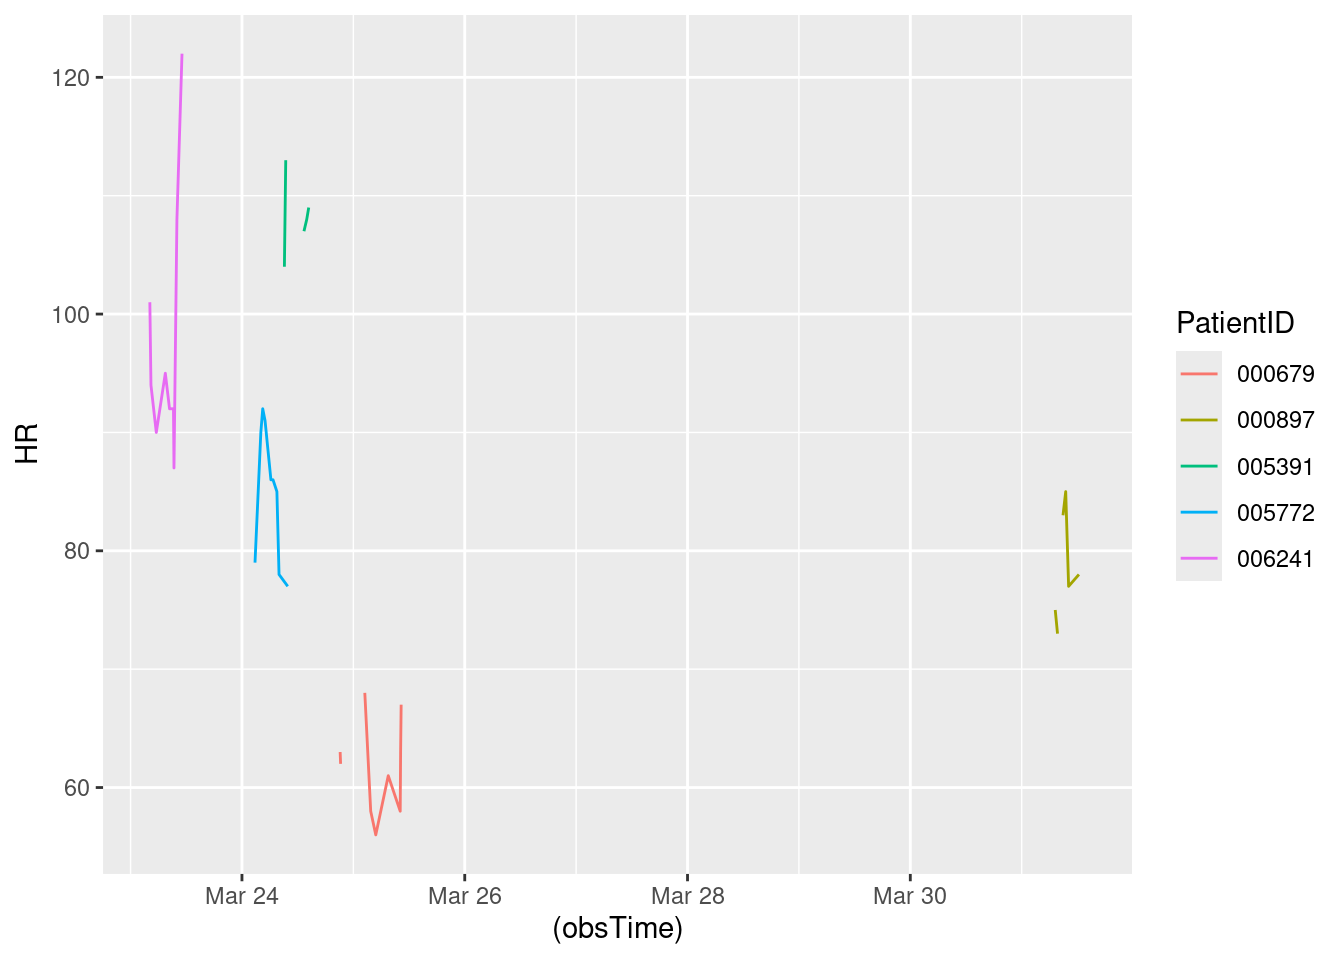 120
100
80
60
HR
Mar 24
Mar 26
Mar 28
Mar 30
(obsTime)
PatientID
000679
000897
005391
005772
006241